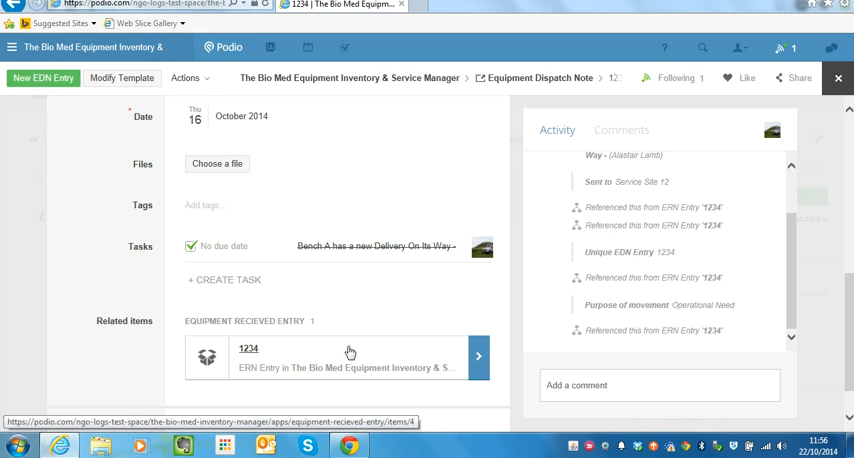 https://podio.com/ngo-logs-test-space/the-t
1234 | The Bio Med Equipm...
Suggested Sites
Web Slice Gallery
The Bio Med Equipment Inventory &
Podio
? 1
New EDN Entry
Modify Template
Actions
The Bio Med Equipment Inventory & Service Manager > Equipment Dispatch Note > 12
Following 1
Like
Share
* Date
Thu
16
October 2014
Files
Choose a file
Tags
Add tags...
Tasks
No due date
Bench A has a new Delivery On Its Way -
+ CREATE TASK
Related items
EQUIPMENT RECIEVED ENTRY 1
1234
ERN Entry in The Bio Med Equipment Inventory & S...
Activity
Comments
Way - (Alastair Lamb)
Sent to Service Site 12
Referenced this from ERN Entry '1234'
Referenced this from ERN Entry '1234'
Unique EDN Entry 1234
Referenced this from ERN Entry '1234'
Purpose of movement Operational Need
Referenced this from ERN Entry '1234'
Add a comment
https://podio.com/ngo-logs-test-space/the-bio-med-inventory-manager/apps/equipment-recieved-entry/items/4
11:56
22/10/2014